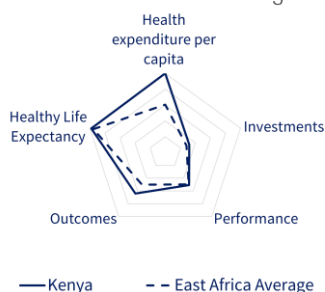 Health
expenditure per
capita
Healthy Life
Expectancy
Investments
Outcomes
Performance
Kenya
East Africa Average